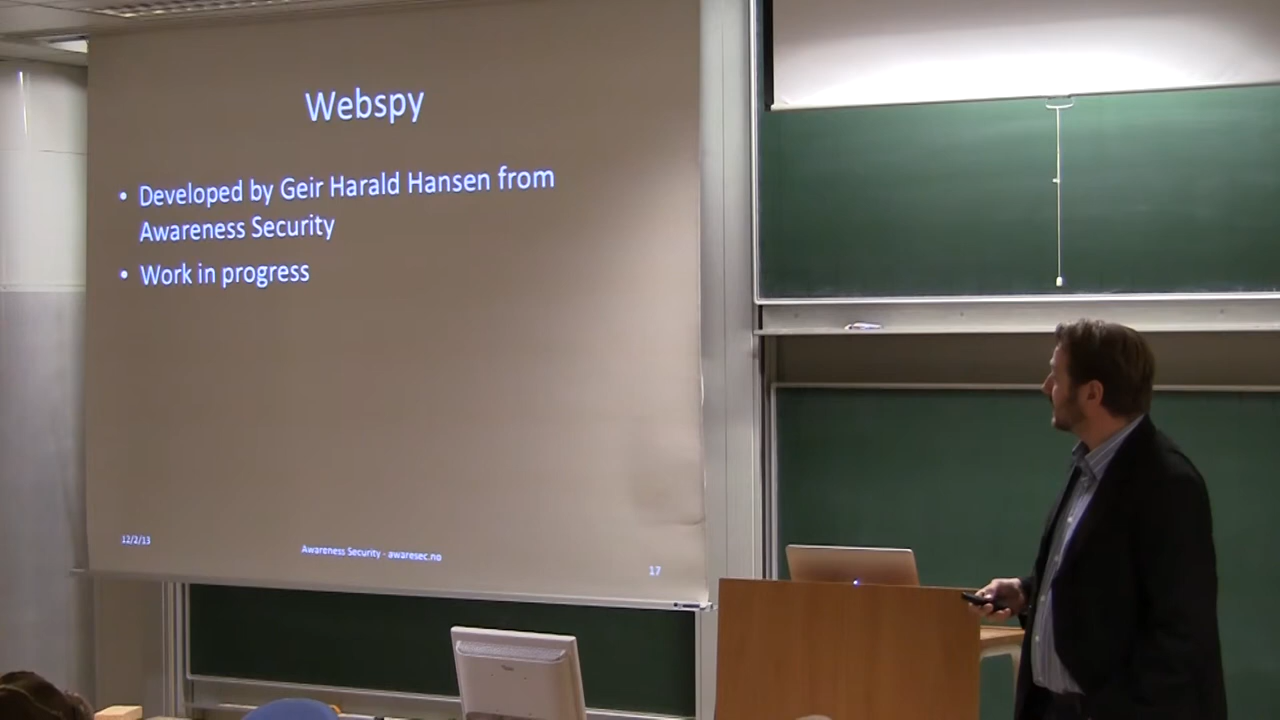 Webspy
• Developed by Geir Harald Hansen from
Awareness Security
• Work in progress
12/2/13
Awareness Security - awaresec.no
17